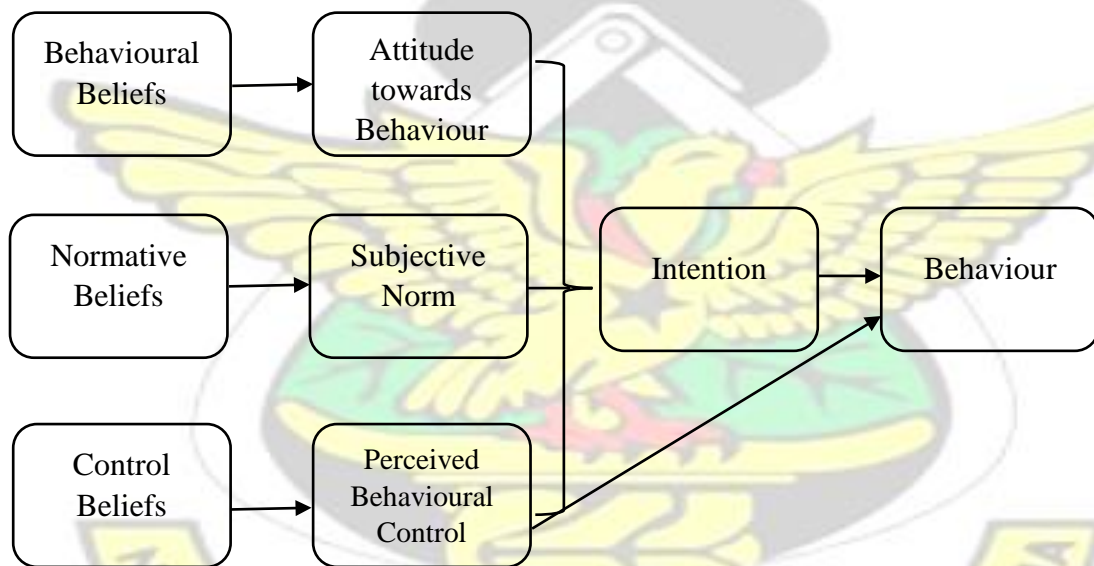 Behavioural
Beliefs
Attitude
towards
Behaviour
Normative
Beliefs
Subjective
Norm
Intention
Behaviour
Control
Beliefs
Perceived
Behavioural
Control